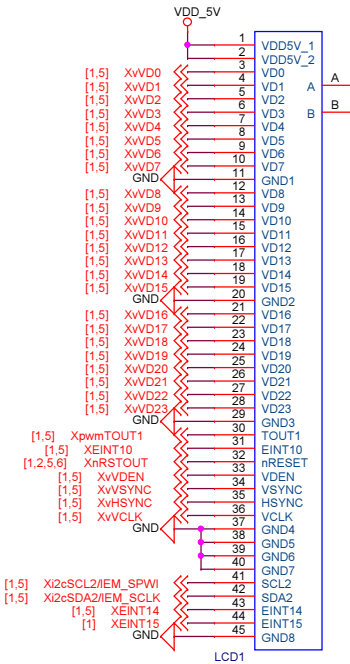 VDD_5V
1 VDD5V_1
2 VDD5V_2
[1,5] XvVD0 3 VD0
[1,5] XvVD1 4 VD1 A A
[1,5] XvVD2 5 VD2
[1,5] XvVD3 6 VD3 B B
[1,5] XvVD4 7 VD4
[1,5] XvVD5 8 VD5
[1,5] XvVD6 9 VD6
[1,5] XvVD7 10 VD7
GND 11 GND1
[1,5] XvVD8 12 VD8
[1,5] XvVD9 13 VD9
[1,5] XvVD10 14 VD10
[1,5] XvVD11 15 VD11
[1,5] XvVD12 16 VD12
[1,5] XvVD13 17 VD13
[1,5] XvVD14 18 VD14
[1,5] XvVD15 19 VD15
GND 20 GND2
[1,5] XvVD16 21 VD16
[1,5] XvVD17 22 VD17
[1,5] XvVD18 23 VD18
[1,5] XvVD19 24 VD19
[1,5] XvVD20 25 VD20
[1,5] XvVD21 26 VD21
[1,5] XvVD22 27 VD22
[1,5] XvVD23 28 VD23
GND 29 GND3
[1,5] XpwmTOUT1 30 TOUT1
[1,5] XEINT10 31 EINT10
[1,2,5,6] XnRSTOUT 32 nRESET
[1,5] XvVDEN 33 VDEN
[1,5] XvVSYNC 34 VSYNC
[1,5] XvHSYNC 35 HSYNC
[1,5] XvVCLK 36 VCLK
GND 37 GND4
38 GND5
39 GND6
40 GND7
[1,5] Xi2cSCL2/IEM_SPWI 41 SCL2
[1,5] Xi2cSDA2/IEM_SCLK 42 SDA2
[1,5] XEINT14 43 EINT14
[1] XEINT15 44 EINT15
GND 45 GND8
LCD1